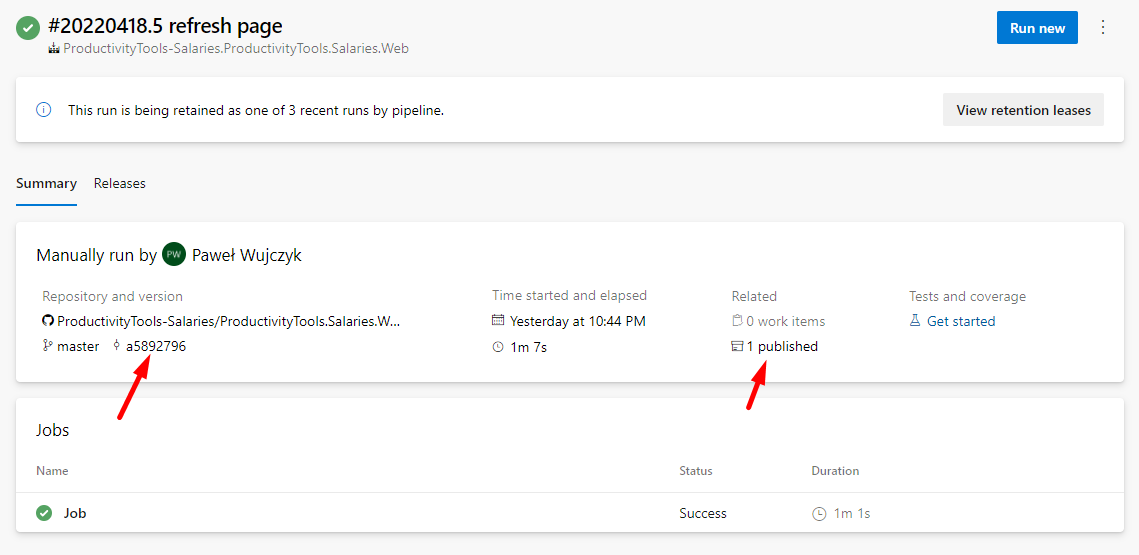 #20220418.5 refresh page
ProductivityTools-Salaries.ProductivityTools.Salaries.Web
Run new
This run is being retained as one of 3 recent runs by pipeline.
View retention leases
Summary Releases
Manually run by PW Paweł Wujczyk
Repository and version
ProductivityTools-Salaries/ProductivityTools.Salaries.W...
master a5892796
Time started and elapsed
Yesterday at 10:44 PM
1m 7s
Related
0 work items
1 published
Tests and coverage
Get started
Jobs
Name Status Duration
Job Success 1m 1s